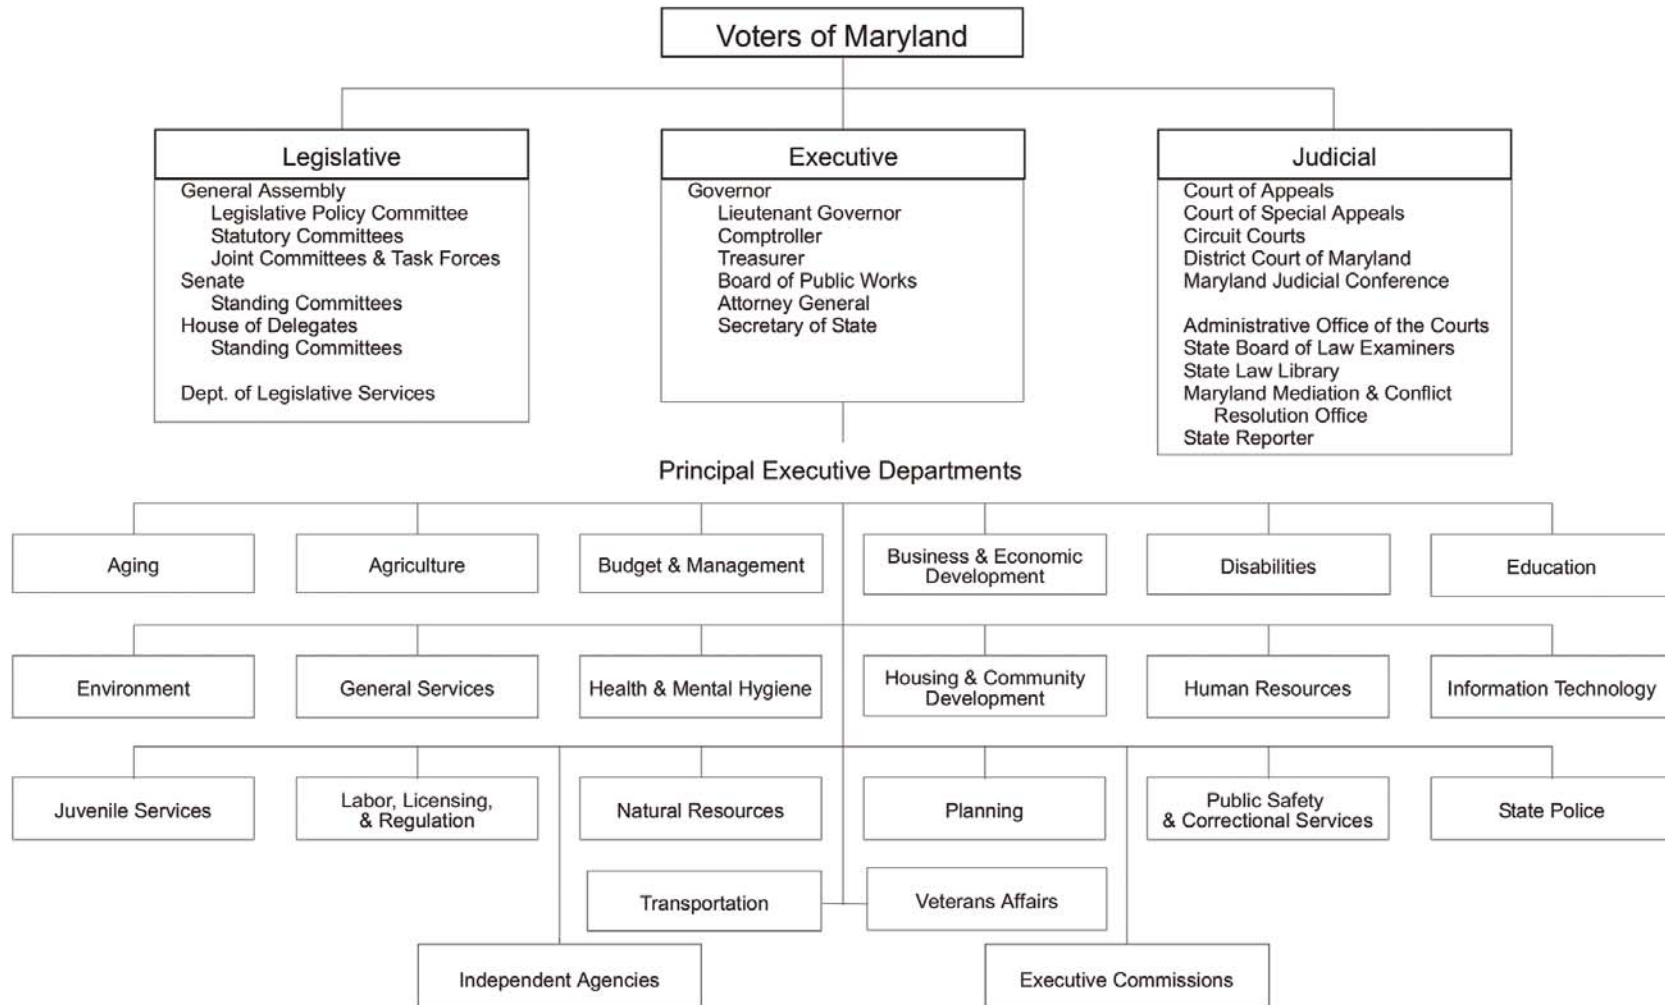 Voters of Maryland
Legislative
General Assembly
Legislative Policy Committee
Statutory Committees
Joint Committees & Task Forces
Senate
Standing Committees
House of Delegates
Standing Committees
Dept. of Legislative Services
Executive
Governor
Lieutenant Governor
Comptroller
Treasurer
Board of Public Works
Attorney General
Secretary of State
Judicial
Court of Appeals
Court of Special Appeals
Circuit Courts
District Court of Maryland
Maryland Judicial Conference
Administrative Office of the Courts
State Board of Law Examiners
State Law Library
Maryland Mediation & Conflict
Resolution Office
State Reporter
Principal Executive Departments
Aging
Agriculture
Budget & Management
Business & Economic
Development
Disabilities
Education
Environment
General Services
Health & Mental Hygiene
Housing & Community
Development
Human Resources
Information Technology
Juvenile Services
Labor, Licensing,
& Regulation
Natural Resources
Planning
Public Safety
& Correctional Services
State Police
Transportation
Veterans Affairs
Independent Agencies
Executive Commissions